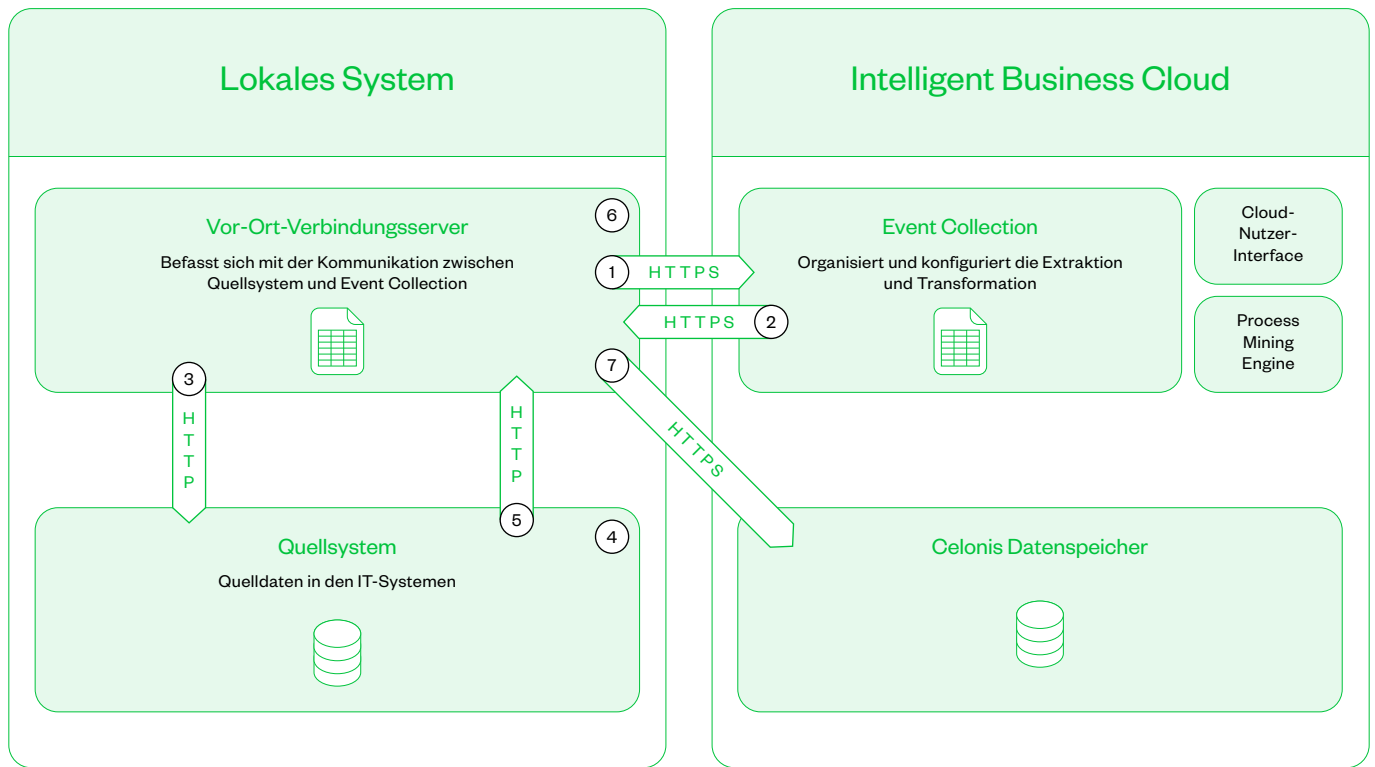 Lokales System
Intelligent Business Cloud
Vor-Ort-Verbindungsserver
Befasst sich mit der Kommunikation zwischen
Quellsystem und Event Collection
6
1
HTTPS
HTTPS
2
7
HTTPS
Event Collection
Organisiert und konfiguriert die Extraktion
und Transformation
Cloud-
Nutzer-
Interface
Process
Mining
Engine
3
HTTP
HTTP
5
Quellsystem
4
Quelldaten in den IT-Systemen
Celonis Datenspeicher